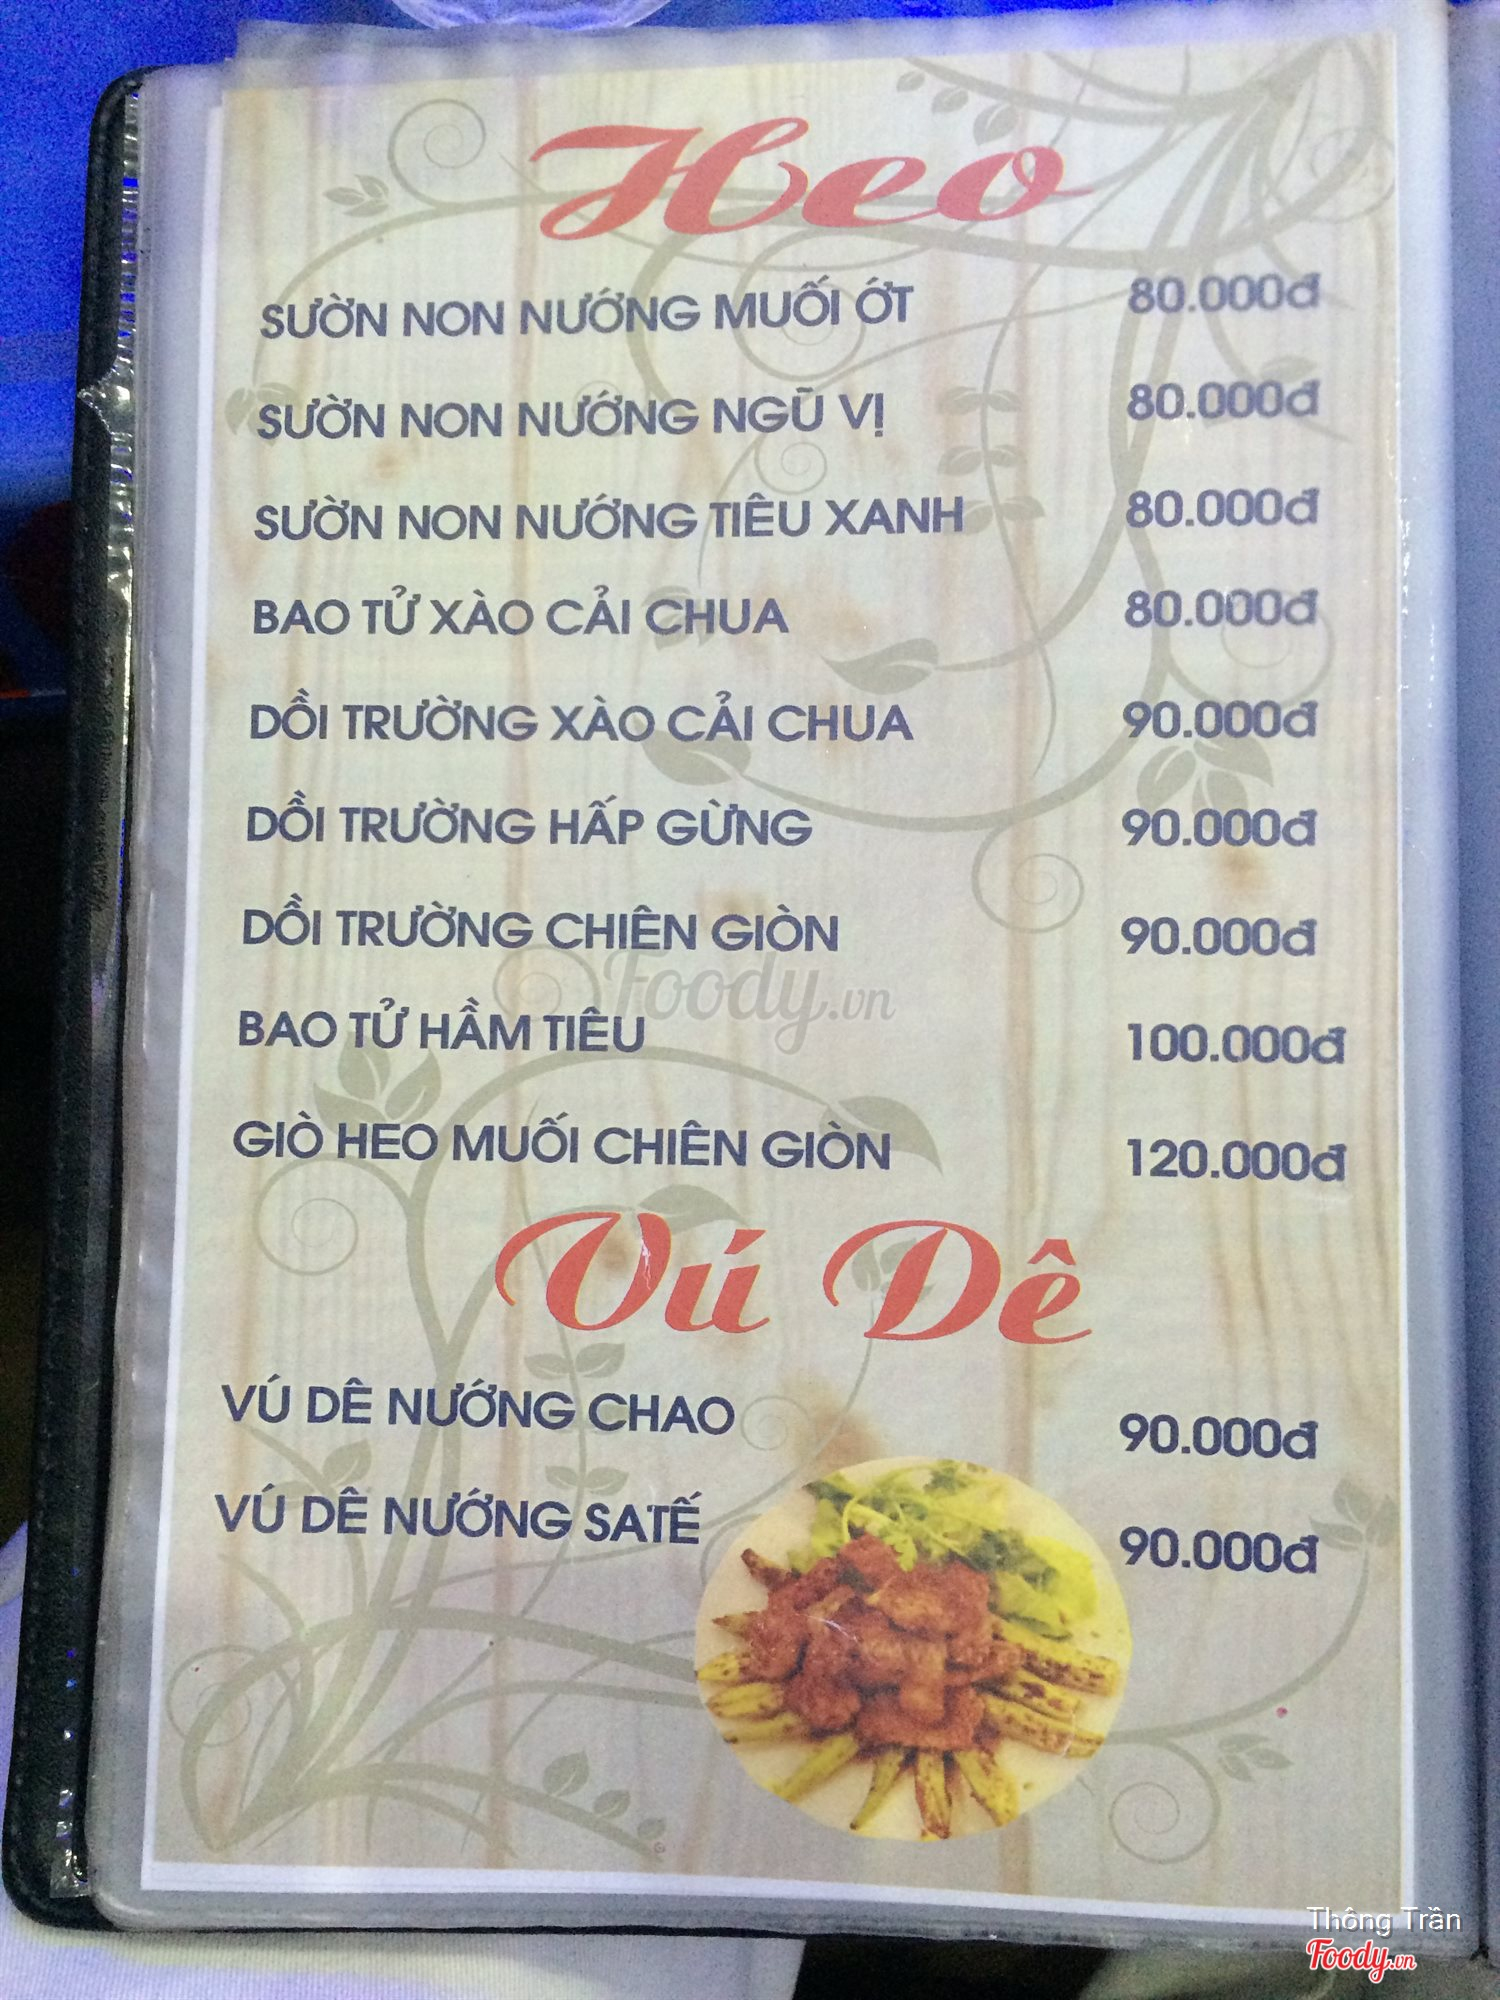 Heo
SƯỜN NON NƯỚNG MUỐI ỚT 80.000đ
SƯỜN NON NƯỚNG NGŨ VỊ 80.000đ
SƯỜN NON NƯỚNG TIÊU XANH 80.000đ
BAO TỬ XÀO CẢI CHUA 80.000đ
DỒI TRƯỜNG XÀO CẢI CHUA 90.000đ
DỒI TRƯỜNG HẤP GỪNG 90.000đ
DỒI TRƯỜNG CHIÊN GIÒN 90.000đ
Foody.vn
BAO TỬ HẦM TIÊU 100.000đ
GIÒ HEO MUỐI CHIÊN GIÒN 120.000đ
Vú Dê
VÚ DÊ NƯỚNG CHAO 90.000đ
VÚ DÊ NƯỚNG SATẾ 90.000đ
Thông Trần
Foody.vn